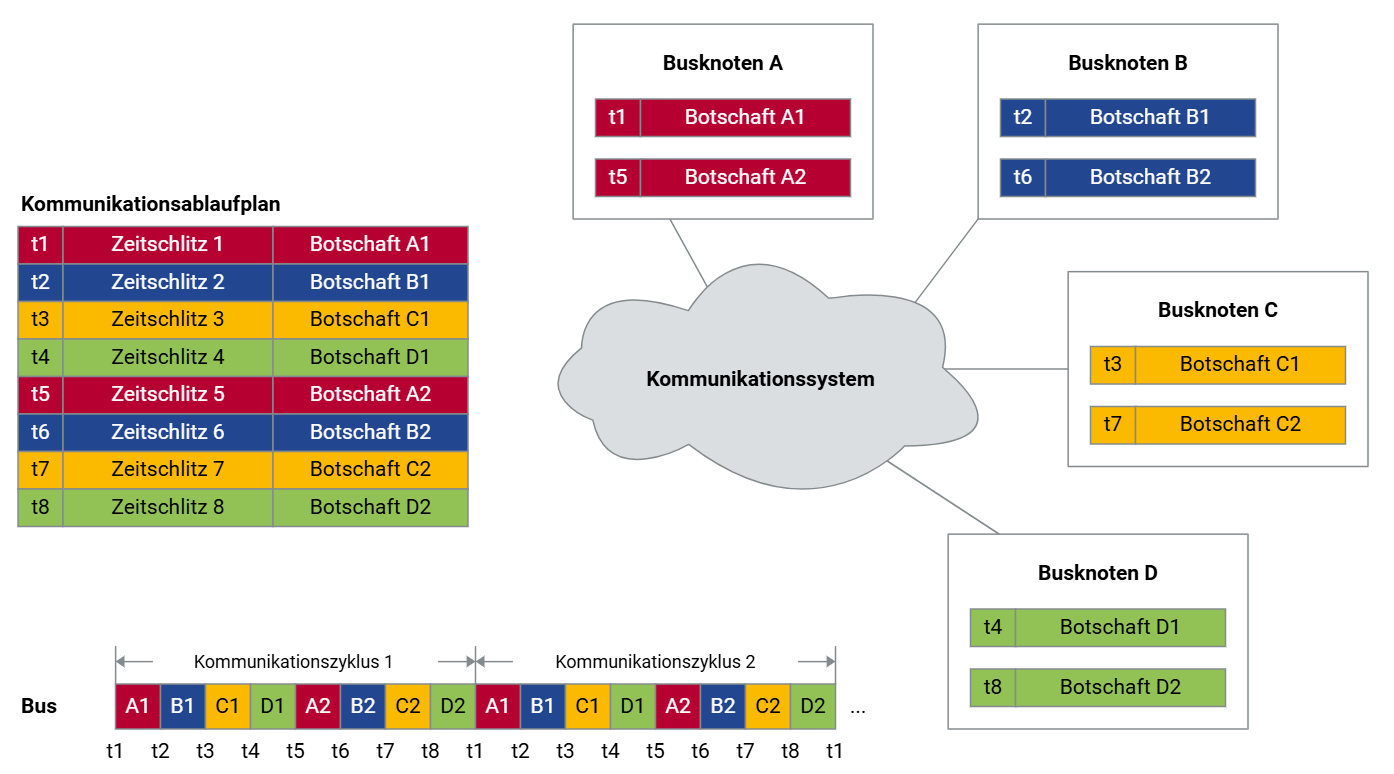 Busknoten A
t1 Botschaft A1
t5 Botschaft A2
Busknoten B
t2 Botschaft B1
t6 Botschaft B2
Kommunikationsablaufplan
t1 Zeitschlitz 1 Botschaft A1
t2 Zeitschlitz 2 Botschaft B1
t3 Zeitschlitz 3 Botschaft C1
t4 Zeitschlitz 4 Botschaft D1
t5 Zeitschlitz 5 Botschaft A2
t6 Zeitschlitz 6 Botschaft B2
t7 Zeitschlitz 7 Botschaft C2
t8 Zeitschlitz 8 Botschaft D2
Kommunikationssystem
Busknoten C
t3 Botschaft C1
t7 Botschaft C2
Busknoten D
t4 Botschaft D1
t8 Botschaft D2
Kommunikationszyklus 1 Kommunikationszyklus 2
Bus A1 B1 C1 D1 A2 B2 C2 D2 A1 B1 C1 D1 A2 B2 C2 D2 ...
t1 t2 t3 t4 t5 t6 t7 t8 t1 t2 t3 t4 t5 t6 t7 t8 t1